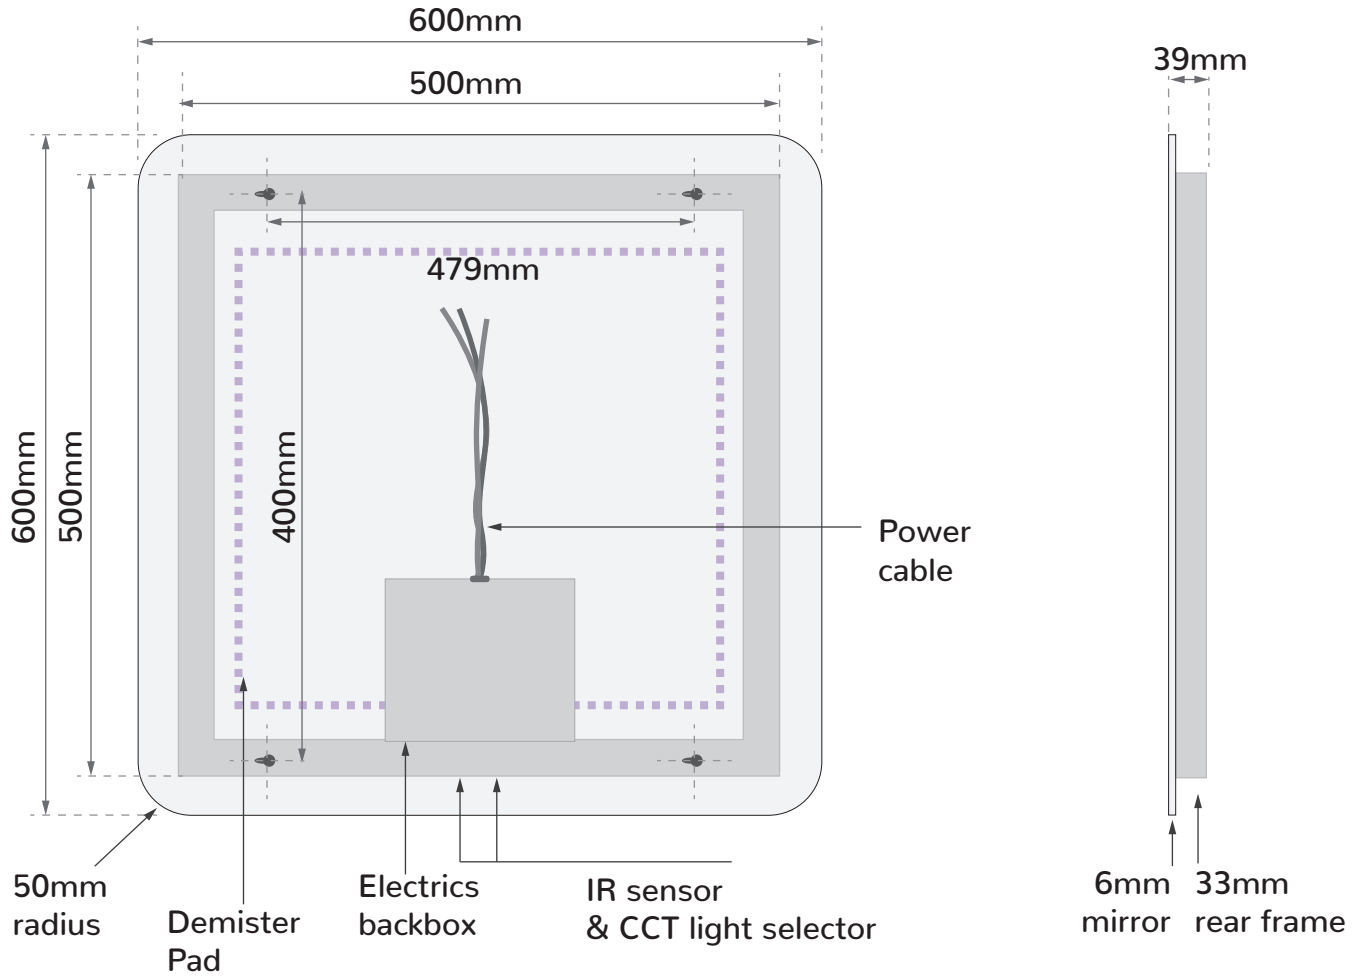 600mm
500mm
39mm
479mm
600mm
500mm
400mm
Power
cable
50mm
radius
Demister
Pad
Electrics
backbox
IR sensor
& CCT light selector
6mm
mirror
33mm
rear frame